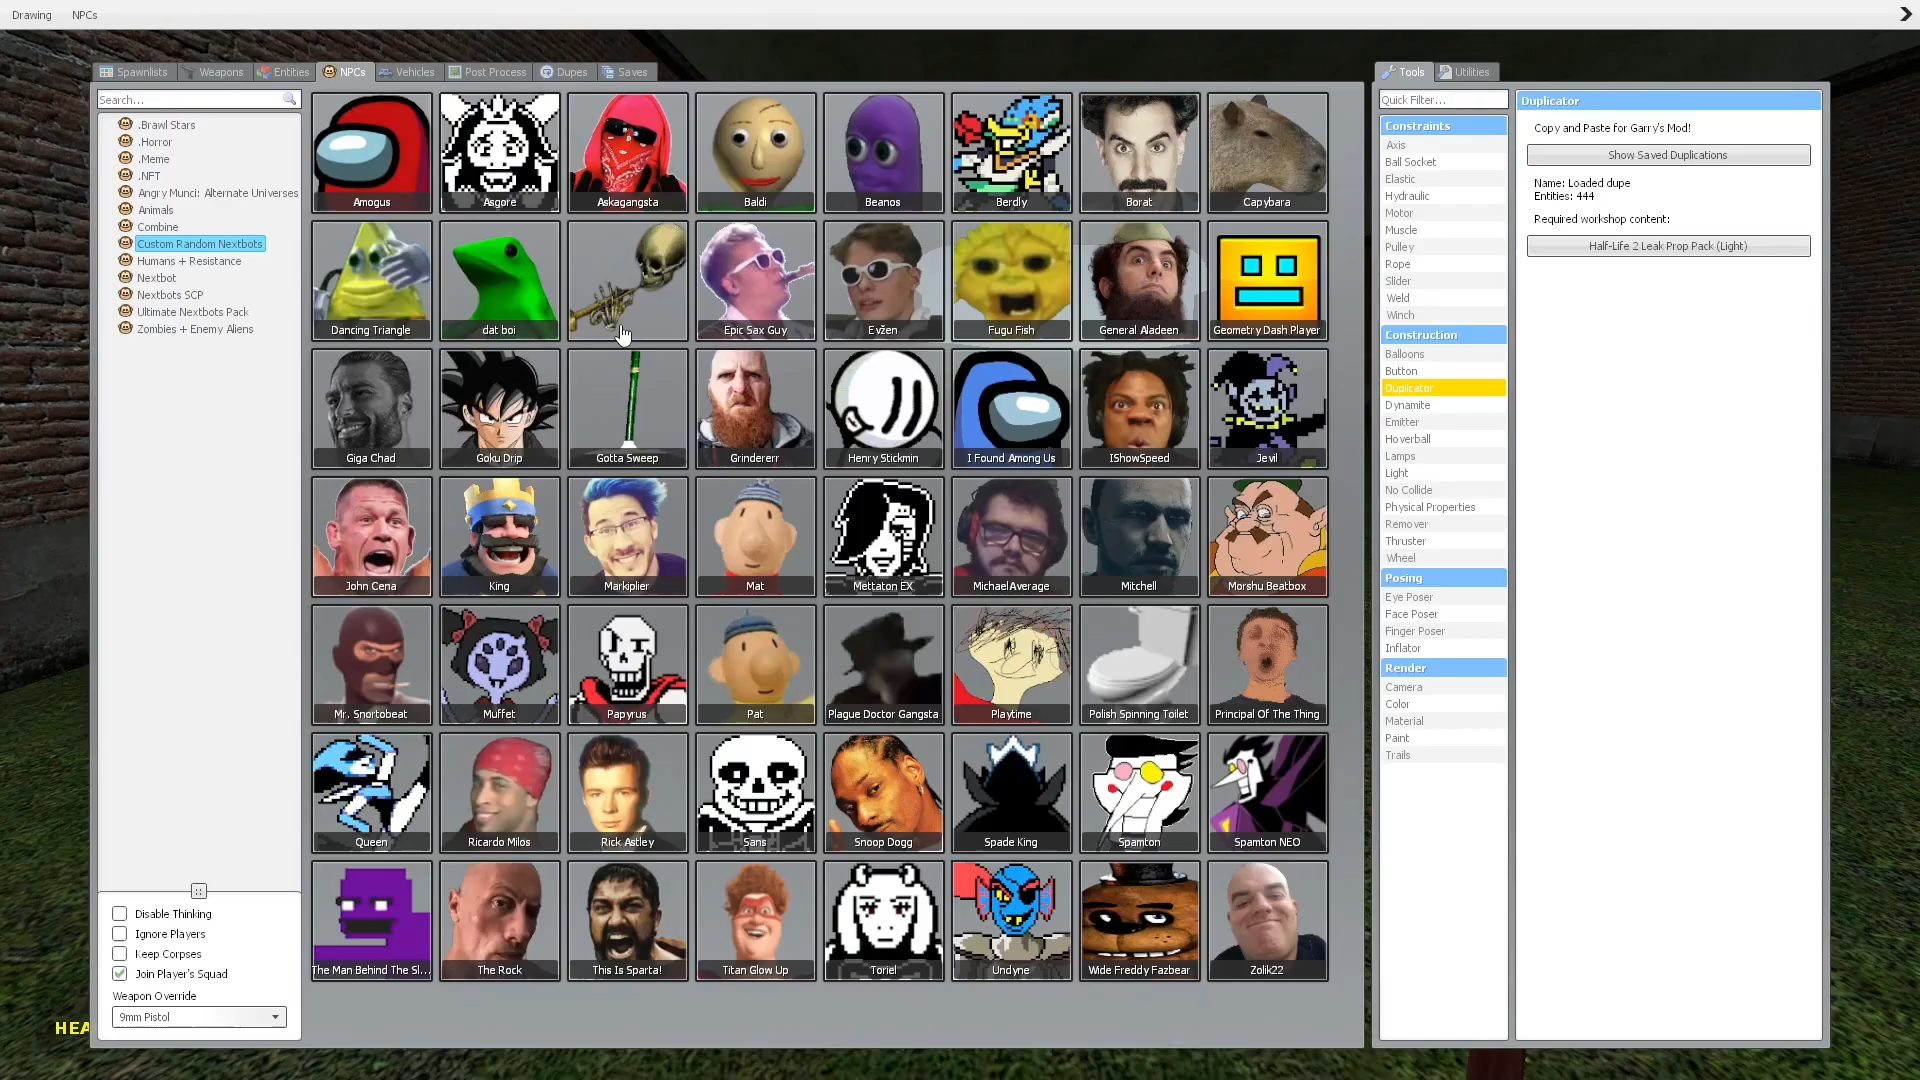 Drawing NPCs
Spawnlists Weapons Entities NPCs Vehicles Post Process Dupes Saves
Tools Utilities
Search...
.Brawl Stars
.Horror
.Meme
.NFT
Angry Munci: Alternate Universes
Animals
Combine
Custom Random Nextbots
Humans + Resistance
Nextbot
Nextbots SCP
Ultimate Nextbots Pack
Zombies + Enemy Aliens
Disable Thinking
Ignore Players
Keep Corpses
Join Player's Squad
Weapon Override
9mm Pistol
HEA
Amogus Asgore Askagangsta Baldi Beanos Berdly Borat Capybara
Dancing Triangle dat boi Epic Sax Guy Evžen Fugu Fish General Aladeen Geometry Dash Player
Giga Chad Goku Drip Gotta Sweep Grindererr Henry Stickmin I Found Among Us IShowSpeed Jevil
John Cena King Markiplier Mat Mettaton EX MichaelAverage Mitchell Morshu Beatbox
Mr. Snortobeat Muffet Papyrus Pat Plague Doctor Gangsta Playtime Polish Spinning Toilet Principal Of The Thing
Queen Ricardo Milos Rick Astley Sans Snoop Dogg Spade King Spamton Spamton NEO
The Man Behind The Sl... The Rock This Is Sparta! Titan Glow Up Toriel Undyne Wide Freddy Fazbear Zolik22
Quick Filter...
Constraints
Axis
Ball Socket
Elastic
Hydraulic
Motor
Muscle
Pulley
Rope
Slider
Weld
Winch
Construction
Balloons
Button
Duplicator
Dynamite
Emitter
Hoverball
Lamps
Light
No Collide
Physical Properties
Remover
Thruster
Wheel
Posing
Eye Poser
Face Poser
Finger Poser
Inflator
Render
Camera
Color
Material
Paint
Trails
Duplicator
Copy and Paste for Garry's Mod!
Show Saved Duplications
Name: Loaded dupe
Entities: 444
Required workshop content:
Half-Life 2 Leak Prop Pack (Light)